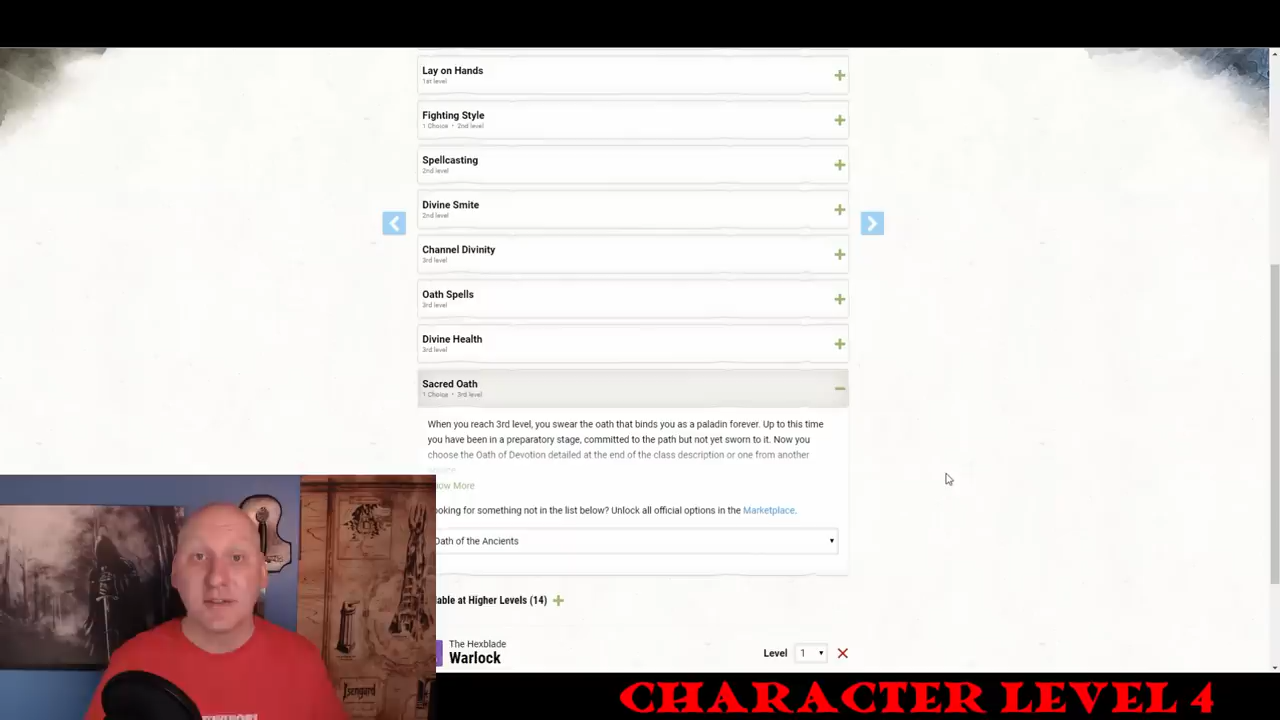 Lay on Hands
1st level
Fighting Style
1 Choice • 2nd level
Spellcasting
2nd level
Divine Smite
2nd level
Channel Divinity
3rd level
Oath Spells
3rd level
Divine Health
3rd level
Sacred Oath
1 Choice • 3rd level
When you reach 3rd level, you swear the oath that binds you as a paladin forever. Up to this time
you have been in a preparatory stage, committed to the path but not yet sworn to it. Now you
choose the Oath of Devotion detailed at the end of the class description or one from another
ow More
ooking for something not in the list below? Unlock all official options in the Marketplace.
Oath of the Ancients
lable at Higher Levels (14)
The Hexblade
Warlock
Level 1
Isengard
CHARACTER LEVEL 4